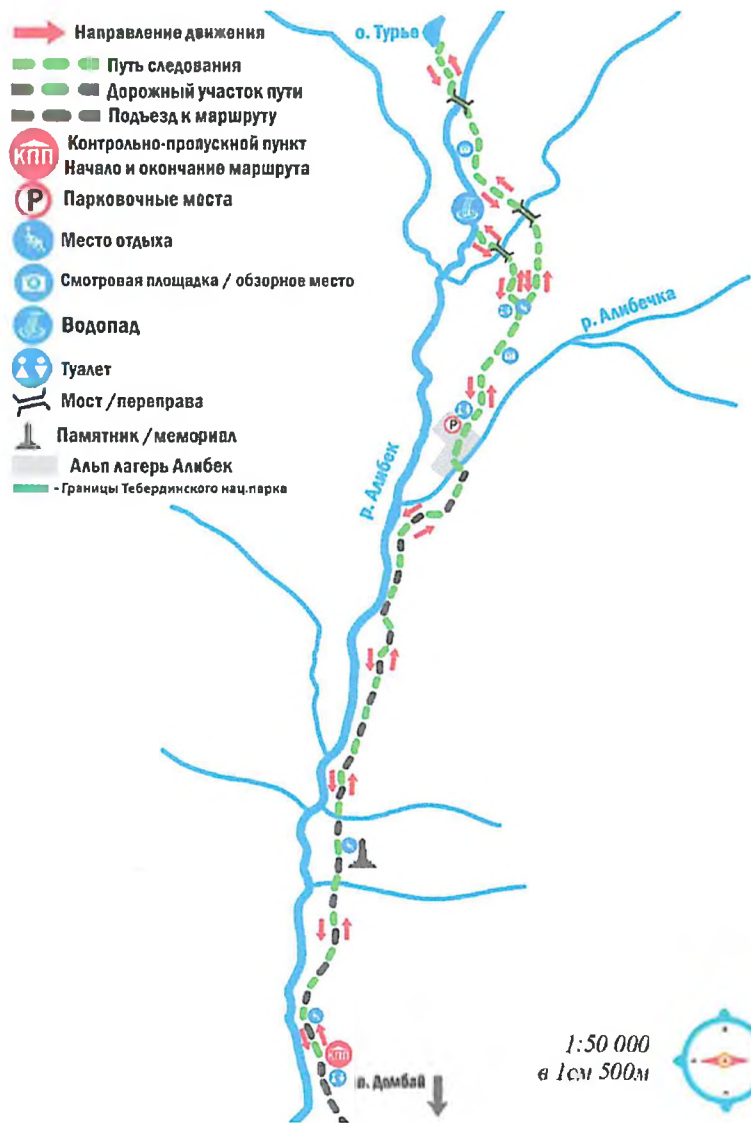 Направление движения
Путь следования
Дорожный участок пути
Подъезд к маршруту
КПП
Контрольно-пропускной пункт
Начало и окончание маршрута
P
Парковочные места
Место отдыха
Смотровая площадка / обзорное место
Водопад
Туалет
Мост / переправа
Памятник / мемориал
Альп лагерь Алибек
- Границы Тебердинского нац.парка
о. Турье
р. Алибечка
P
р. Алибек
КПП
п. Домбай
1:50 000
в 1см 500м